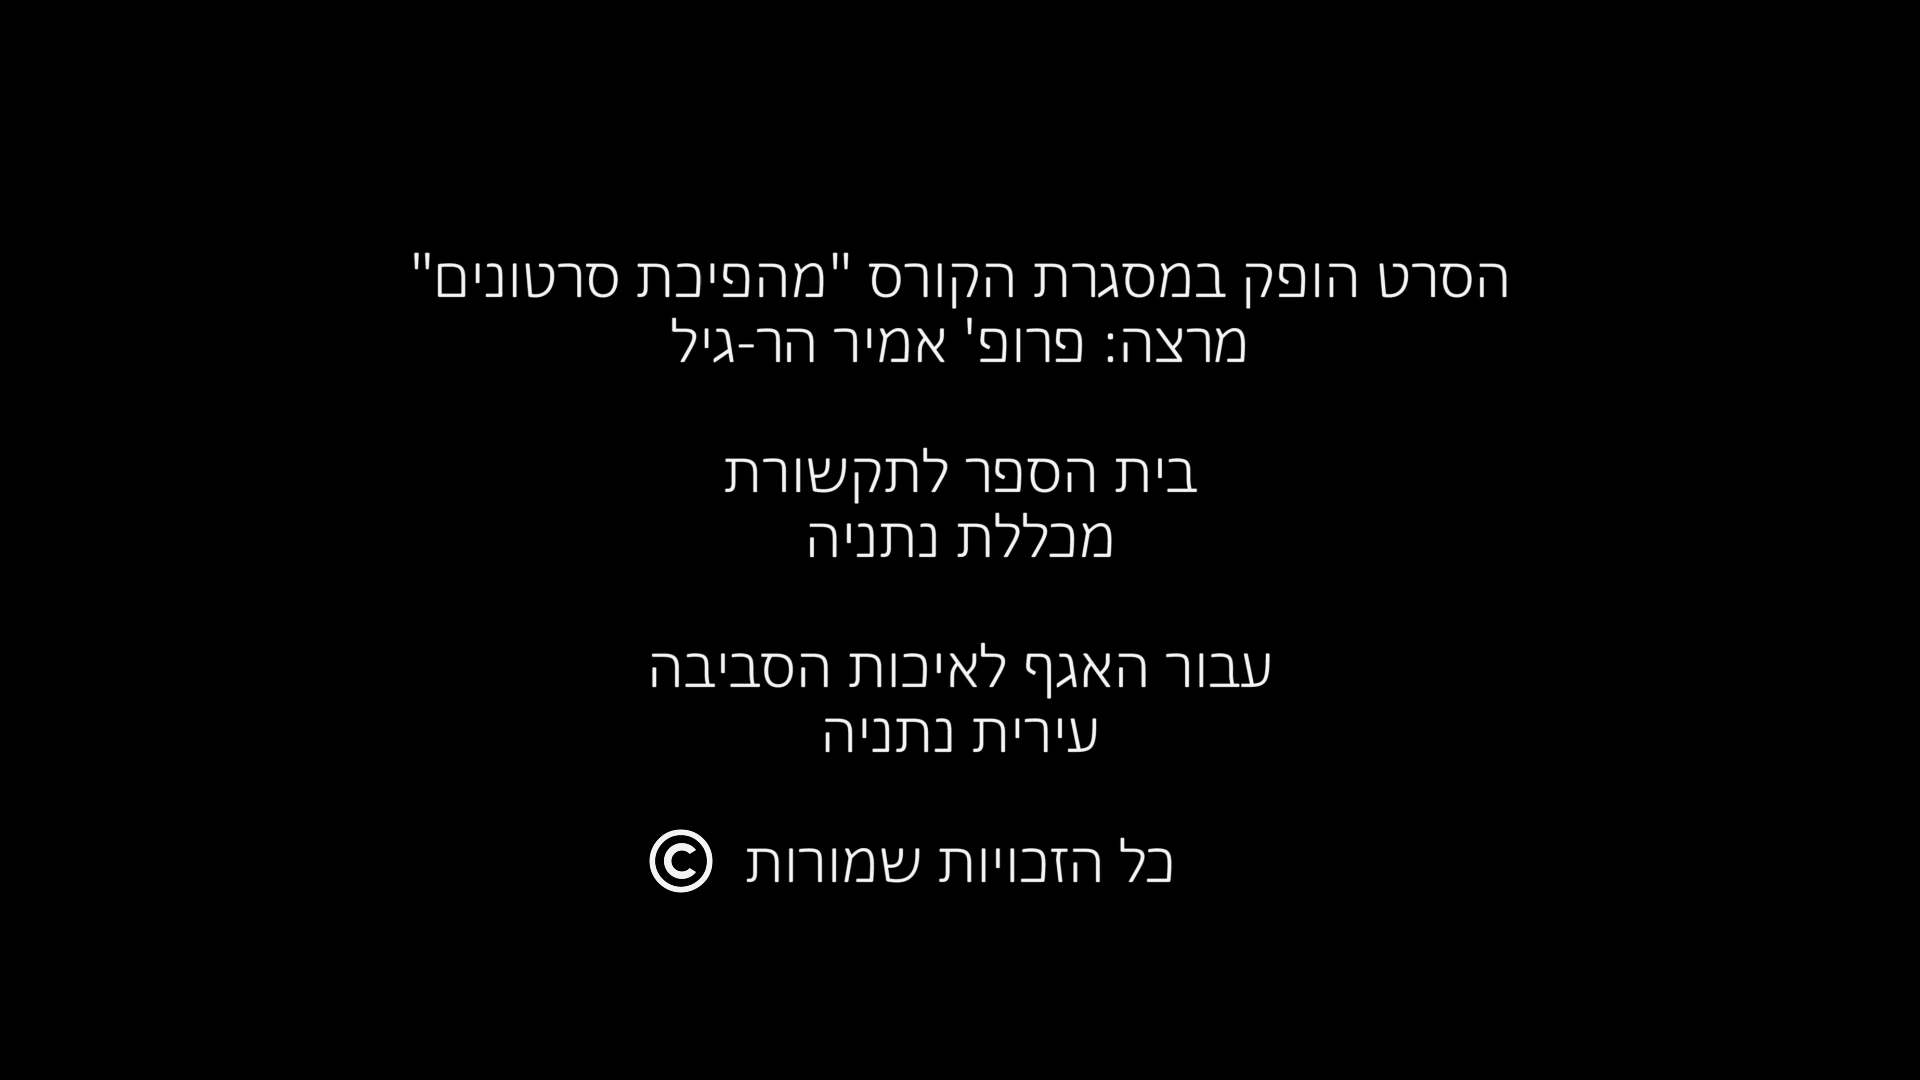 הסרט הופק במסגרת הקורס "מהפיכת סרטונים"
מרצה: פרופ' אמיר הר-גיל
בית הספר לתקשורת
מכללת נתניה
עבור האגף לאיכות הסביבה
עירית נתניה
כל הזכויות שמורות ©